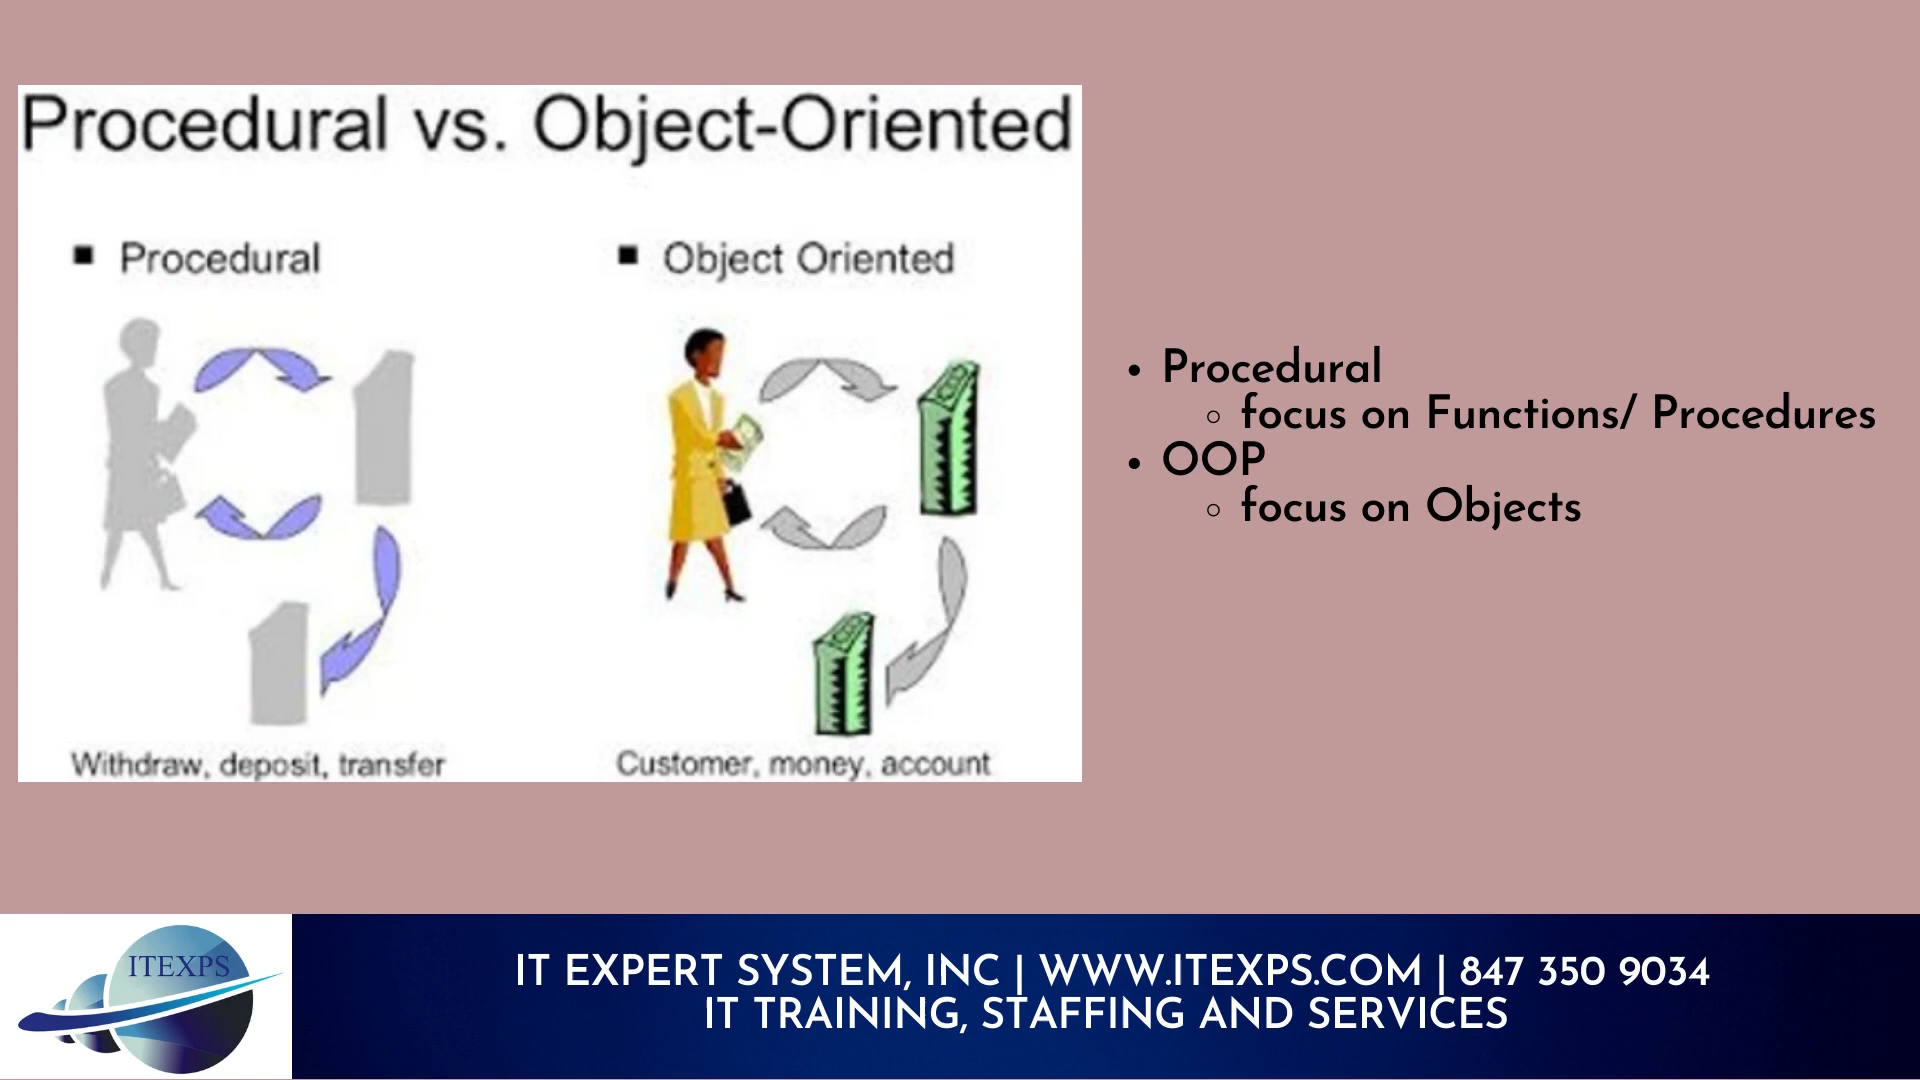 Procedural vs. Object-Oriented
Procedural
Object Oriented
Withdraw, deposit, transfer
Customer, money, account
Procedural
focus on Functions/ Procedures
OOP
focus on Objects
ITEXPS
IT EXPERT SYSTEM, INC | WWW.ITEXPS.COM | 847 350 9034
IT TRAINING, STAFFING AND SERVICES